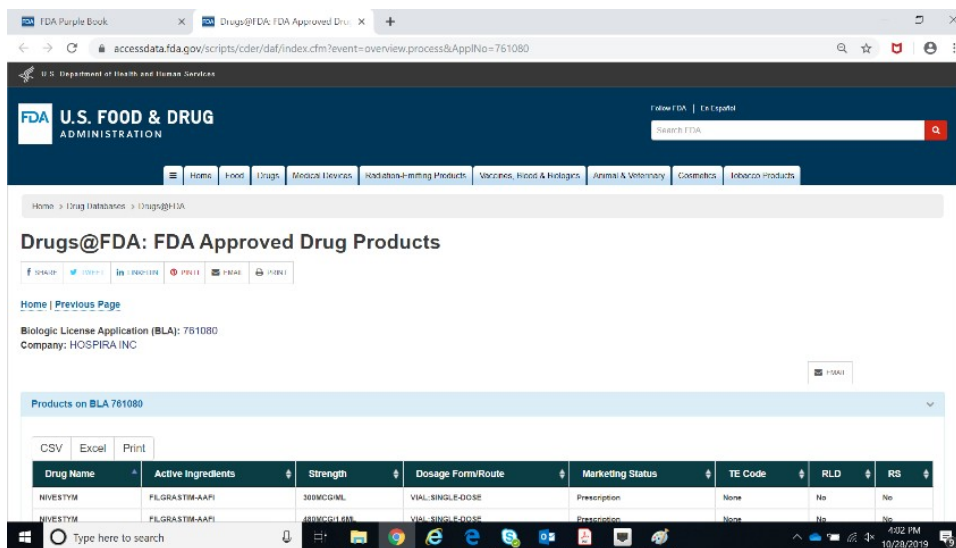 FDA Purple Book
Drugs@FDA: FDA Approved Dru
accessdata.fda.gov/scripts/cder/daf/index.cfm?event=overview.process&ApplNo=761080
U.S. Department of Health and Human Services
FDA U.S. FOOD & DRUG
ADMINISTRATION
Follow FDA | En Español
Search FDA
Home Food Drugs Medical Devices Radiation-Emitting Products Vaccines, Blood & Biologics Animal & Veterinary Cosmetics Tobacco Products
Home > Drug Databases > Drugs@FDA
Drugs@FDA: FDA Approved Drug Products
SHARE TWEET LINKEDIN PIN IT EMAIL PRINT
Home | Previous Page
Biologic License Application (BLA): 761080
Company: HOSPIRA INC
EMAIL
Products on BLA 761080
CSV Excel Print
Drug Name Active Ingredients Strength Dosage Form/Route Marketing Status TE Code RLD RS
NIVESTYM FILGRASTIM-AAFI 300MCG/ML VIAL;SINGLE-DOSE Prescription None No No
NIVESTYM FILGRASTIM-AAFI 480MCG/1.6ML VIAL;SINGLE-DOSE Prescription None No No
Type here to search
4:02 PM
10/28/2019